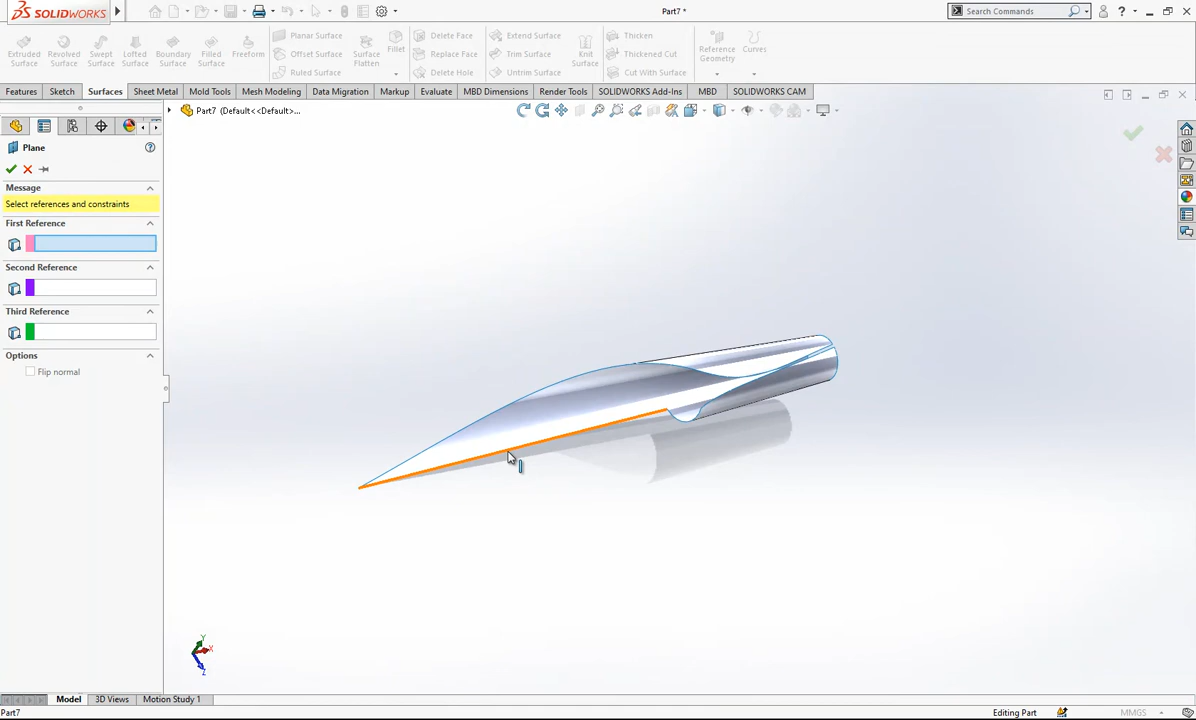 SOLIDWORKS
Part7 *
Search Commands
Extruded Surface
Revolved Surface
Swept Surface
Lofted Surface
Boundary Surface
Filled Surface
Freeform
Planar Surface
Offset Surface
Ruled Surface
Surface Flatten
Fillet
Delete Face
Replace Face
Delete Hole
Extend Surface
Trim Surface
Untrim Surface
Knit Surface
Thicken
Thickened Cut
Cut With Surface
Reference Geometry
Curves
Features
Sketch
Surfaces
Sheet Metal
Mold Tools
Mesh Modeling
Data Migration
Markup
Evaluate
MBD Dimensions
Render Tools
SOLIDWORKS Add-Ins
MBD
SOLIDWORKS CAM
Part7 (Default<<Default>...
Plane
Message
Select references and constraints
First Reference
Second Reference
Third Reference
Options
Flip normal
Y
X
Z
Model
3D Views
Motion Study 1
Part7
Editing Part
MMGS